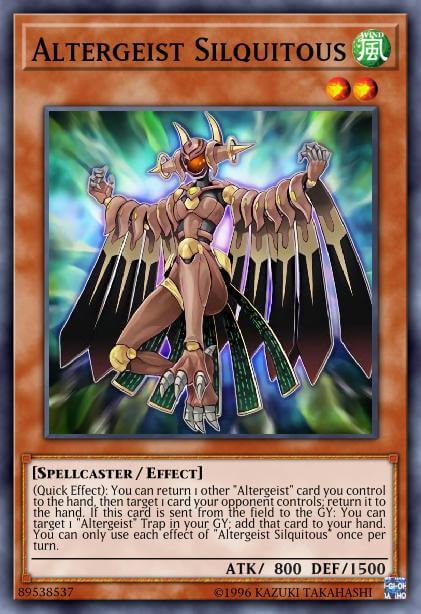 ALTERGEIST SILQUITOUS
WIND
風
[SPELLCASTER / EFFECT]
(Quick Effect): You can return 1 other "Altergeist" card you control
to the hand, then target 1 card your opponent controls; return it to
the hand. If this card is sent from the field to the GY: You can
target 1 "Altergeist" Trap in your GY; add that card to your hand.
You can only use each effect of "Altergeist Silquitous" once per
turn.
ATK/ 800 DEF/1500
89538537
©1996 KAZUKI TAKAHASHI